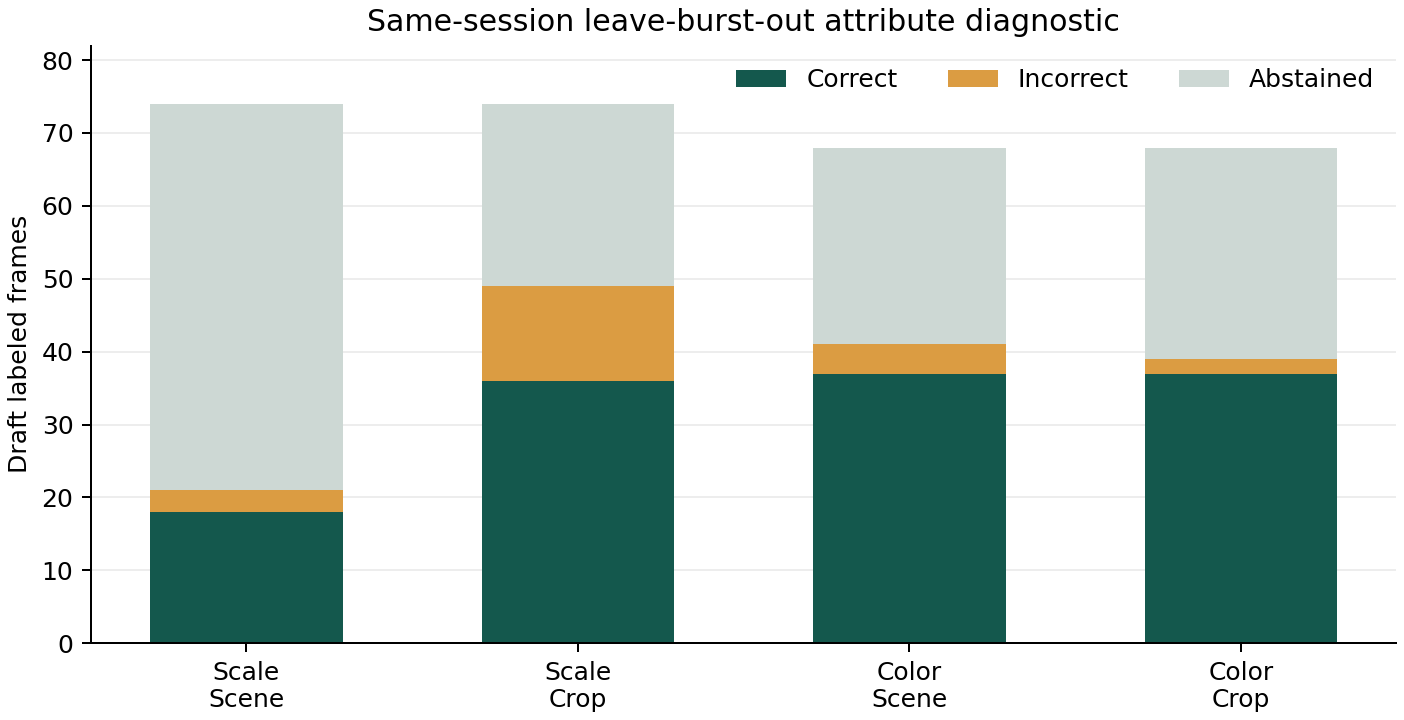 Same-session leave-burst-out attribute diagnostic
Correct
Incorrect
Abstained
Draft labeled frames
80
70
60
50
40
30
20
10
0
Scale
Scene
Scale
Crop
Color
Scene
Color
Crop